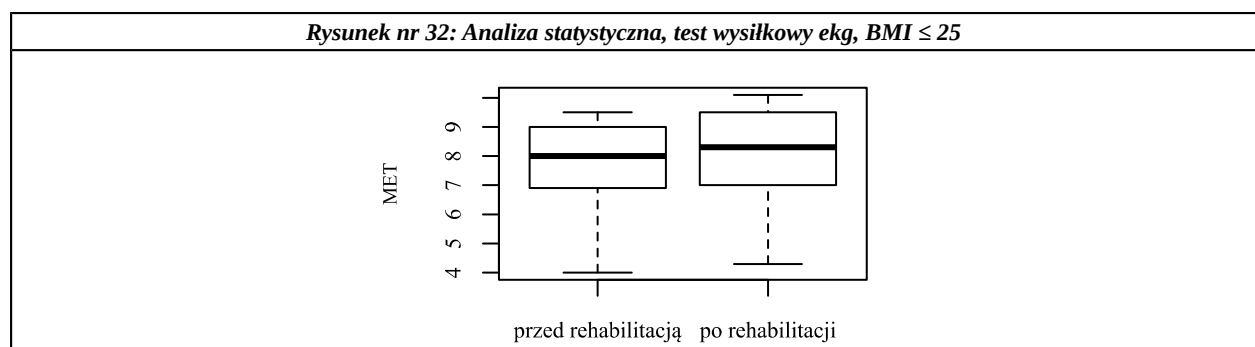 Rysunek nr 32: Analiza statystyczna, test wysiłkowy ekg, BMI ≤ 25
9
8
MET
7
6
5
4
przed rehabilitacją po rehabilitacji